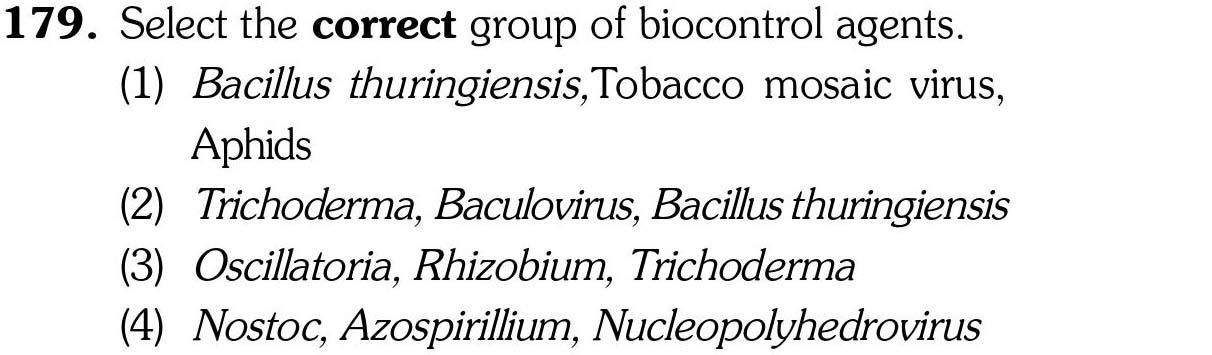 179. Select the correct group of biocontrol agents.
(1) Bacillus thuringiensis,Tobacco mosaic virus,
Aphids
(2) Trichoderma, Baculovirus, Bacillus thuringiensis
(3) Oscillatoria, Rhizobium, Trichoderma
(4) Nostoc, Azospirillium, Nucleopolyhedrovirus